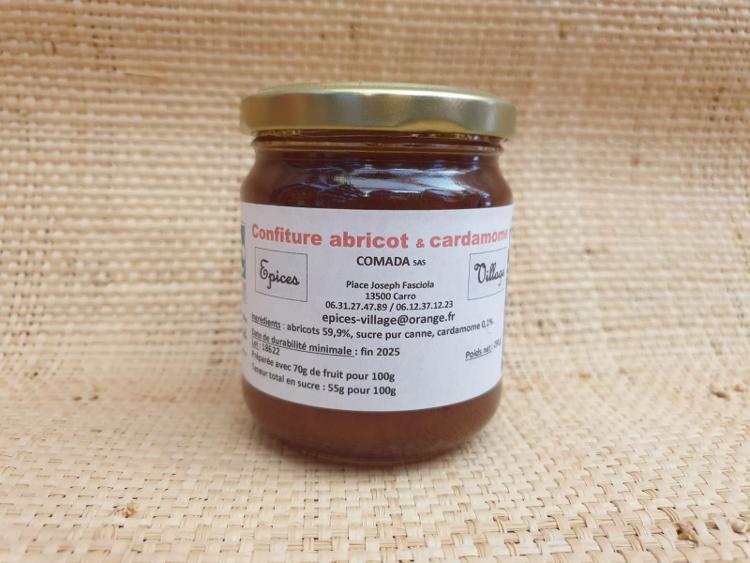 Confiture abricot & cardamome
COMADA SAS
Epices
Village
Place Joseph Fasciola
13500 Carro
06.31.27.47.89 / 06.12.37.12.23
epices-village@orange.fr
Ingrédients : abricots 59,9%, sucre pur canne, cardamome 0,1%.
Date de durabilité minimale : fin 2025
Lot : 18622
Poids net :
Préparée avec 70g de fruit pour 100g
Teneur total en sucre : 55g pour 100g